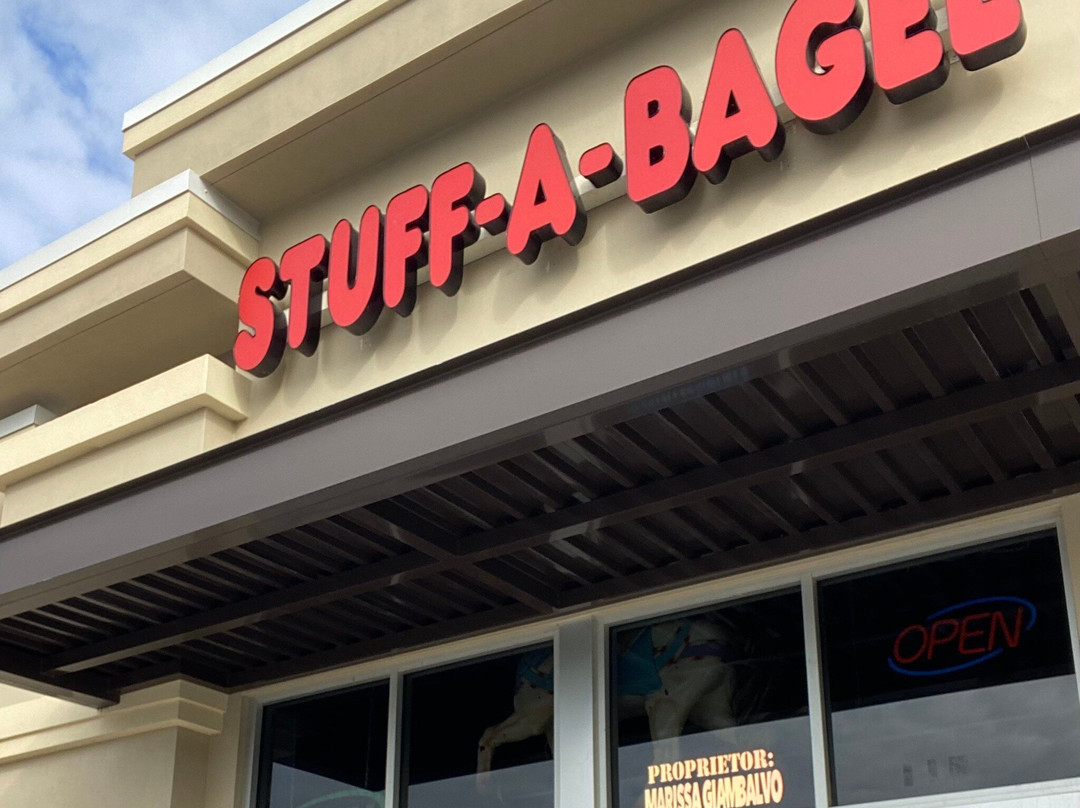 STUFF-A-BAGEL
OPEN
PROPRIETOR:
MARISSA GIAMBALVO